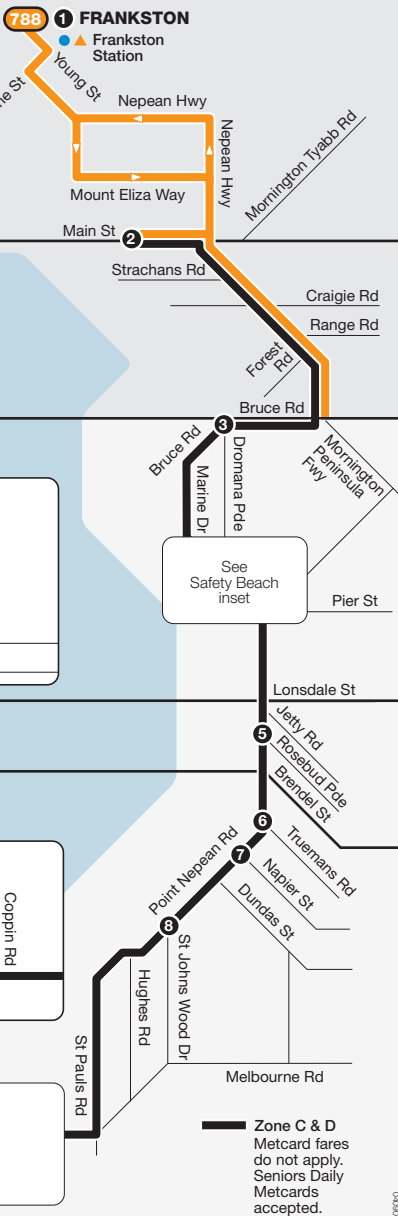 788 1 FRANKSTON
Frankston
Station
Young St
ne St
Nepean Hwy
Nepean Hwy
Mornington Tyabb Rd
Mount Eliza Way
Main St
2
Strachans Rd
Craigie Rd
Range Rd
Forest
Rd
Bruce Rd
3
Bruce Rd
Marine Dr
Dromana Pde
Mornington
Peninsula
Fwy
See
Safety Beach
inset
Pier St
Lonsdale St
Jetty Rd
5
Rosebud Pde
Brendel St
6
Truemans Rd
Point Nepean Rd
7
Napier St
Dundas St
8
Coppin Rd
St Johns Wood Dr
Hughes Rd
St Pauls Rd
Melbourne Rd
Zone C & D
Metcard fares
do not apply.
Seniors Daily
Metcards
accepted.